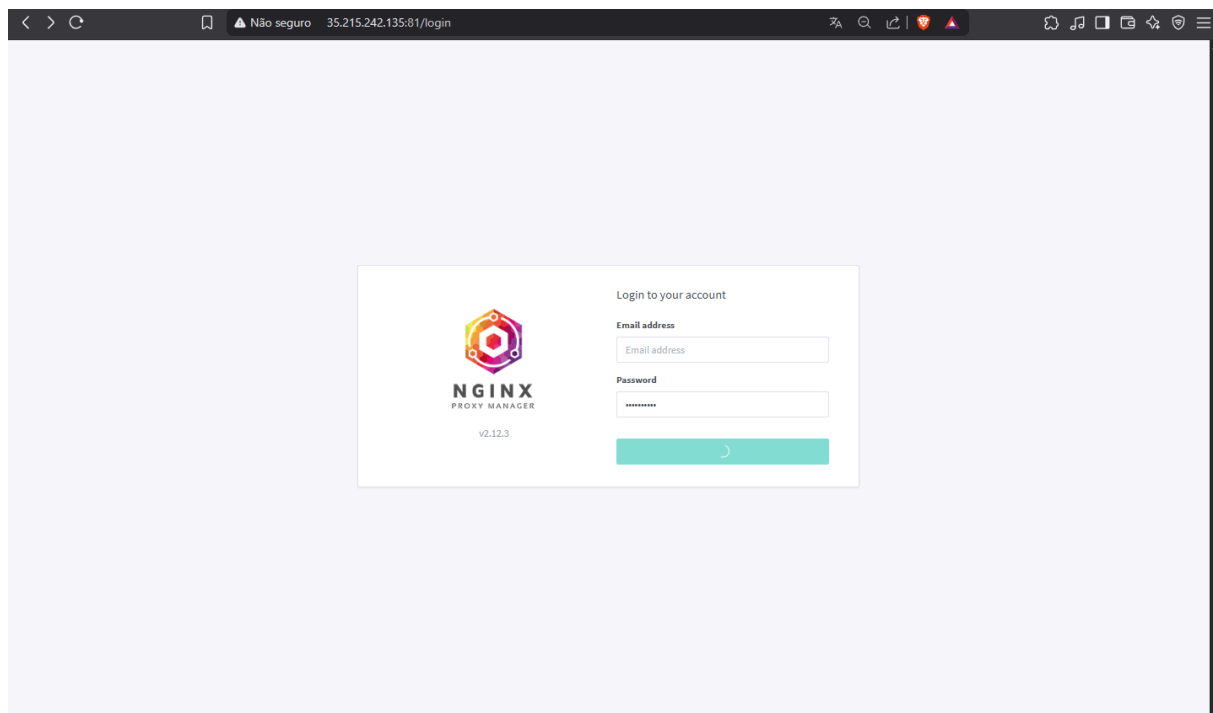 Não seguro 35.215.242.135:81/login
Login to your account
Email address
Email address
Password
••••••••••
NGINX
PROXY MANAGER
v2.12.3